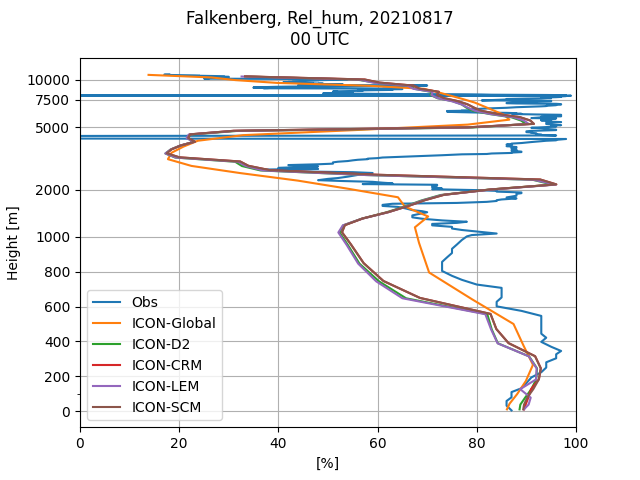 Falkenberg, Rel_hum, 20210817
00 UTC
10000
7500
5000
2000
1000
800
600
400
200
0
Height [m]
Obs
ICON-Global
ICON-D2
ICON-CRM
ICON-LEM
ICON-SCM
0 20 40 60 80 100
[%]